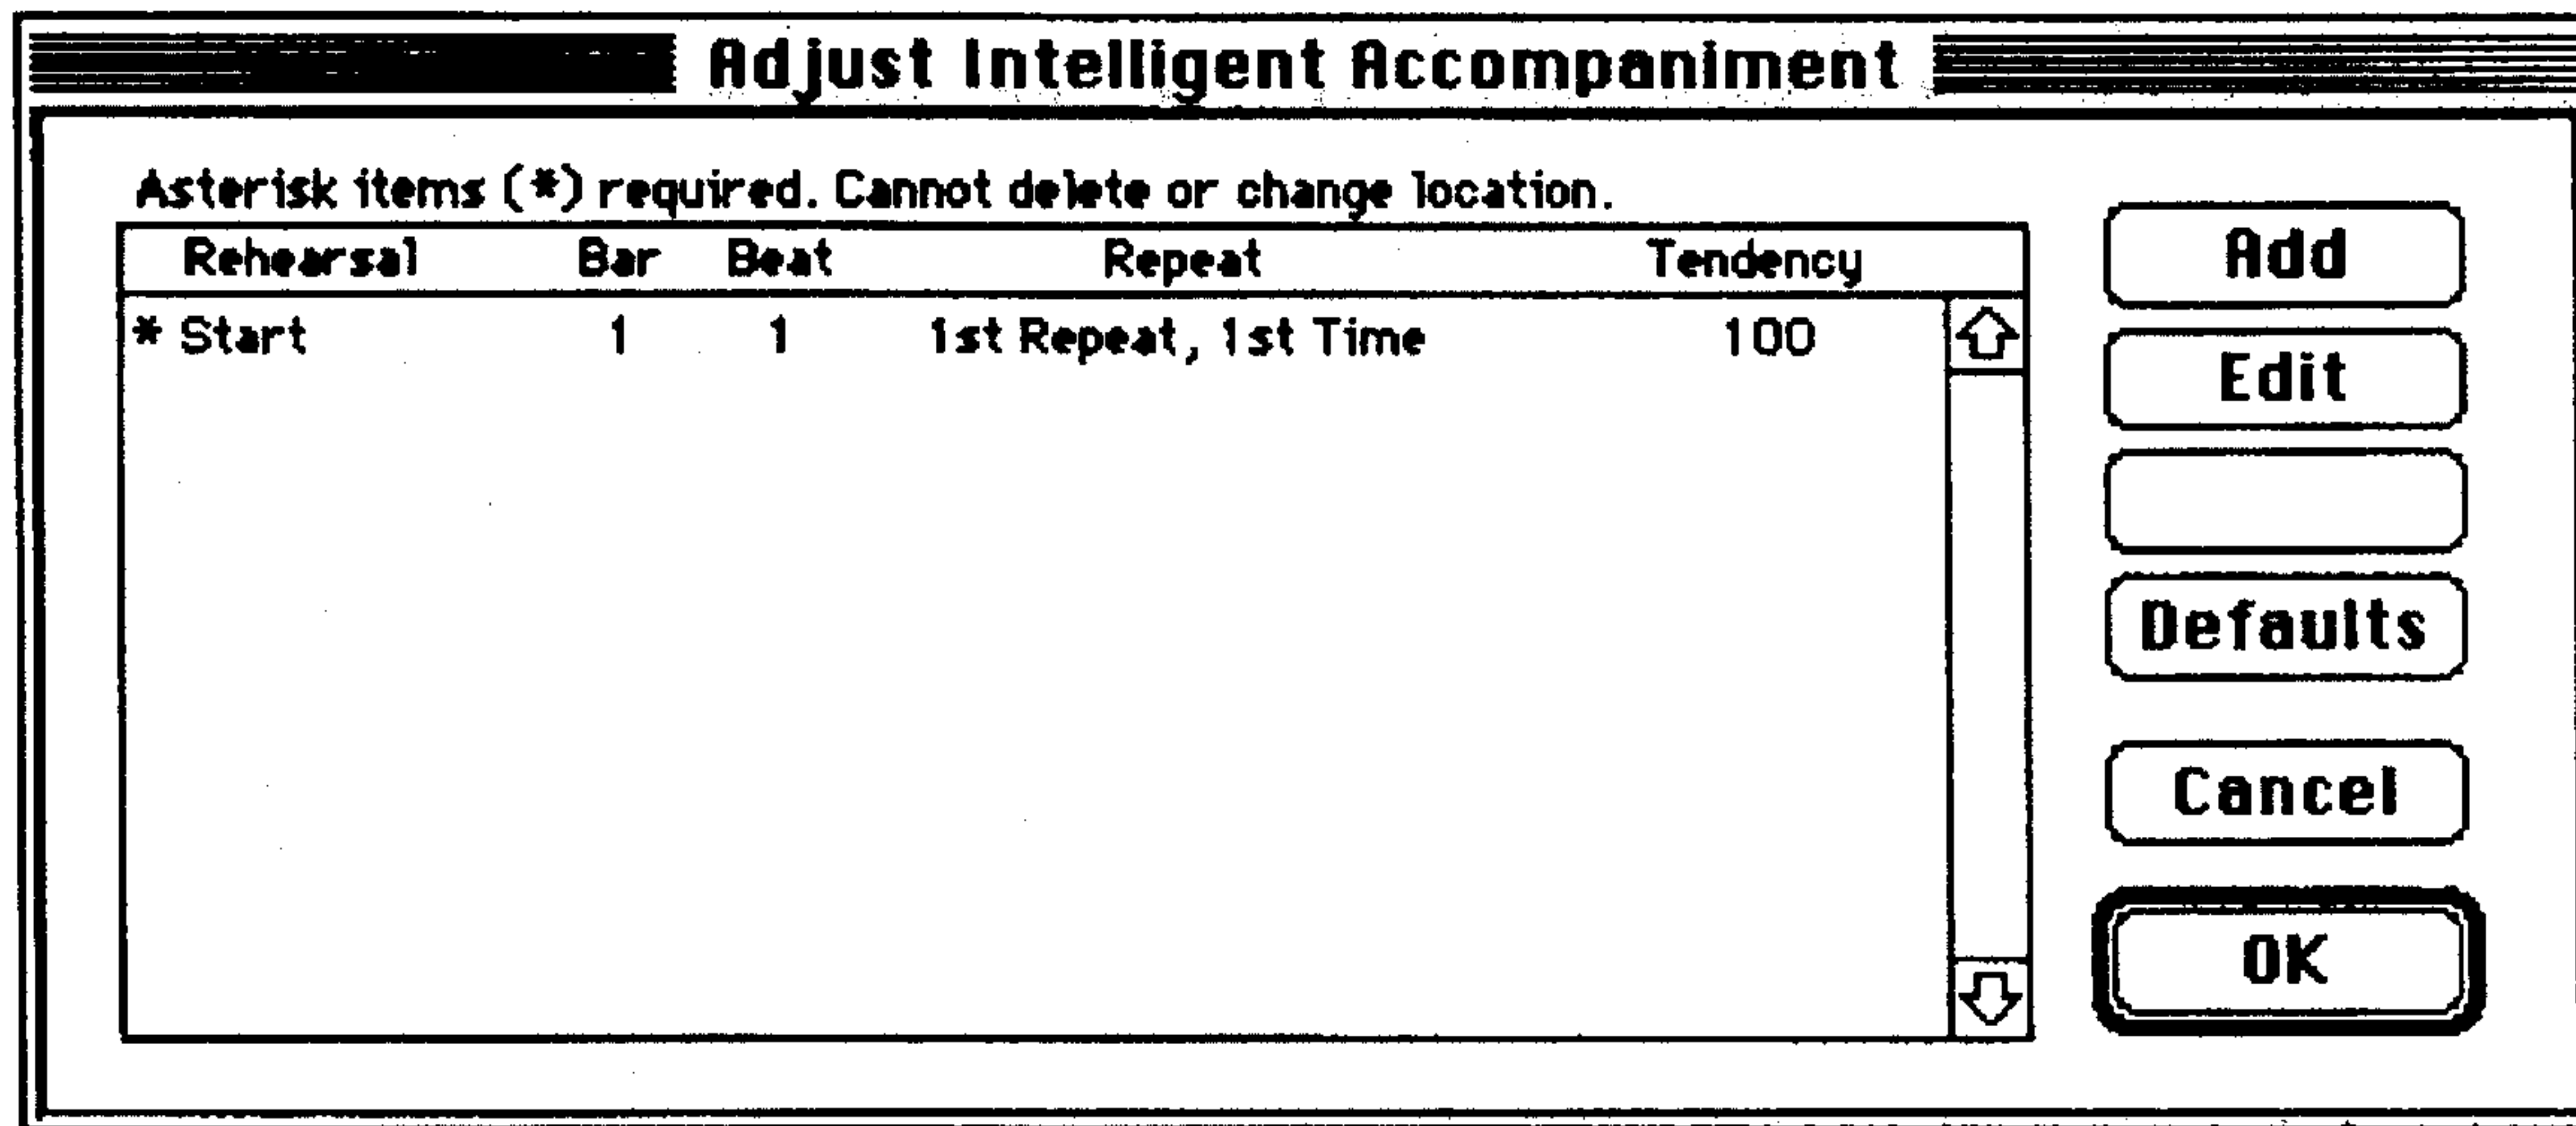 Adjust Intelligent Accompaniment
Asterisk items (*) required. Cannot delete or change location.
Rehearsal Bar Beat Repeat Tendency
* Start 1 1 1st Repeat, 1st Time 100
Add
Edit
Defaults
Cancel
OK